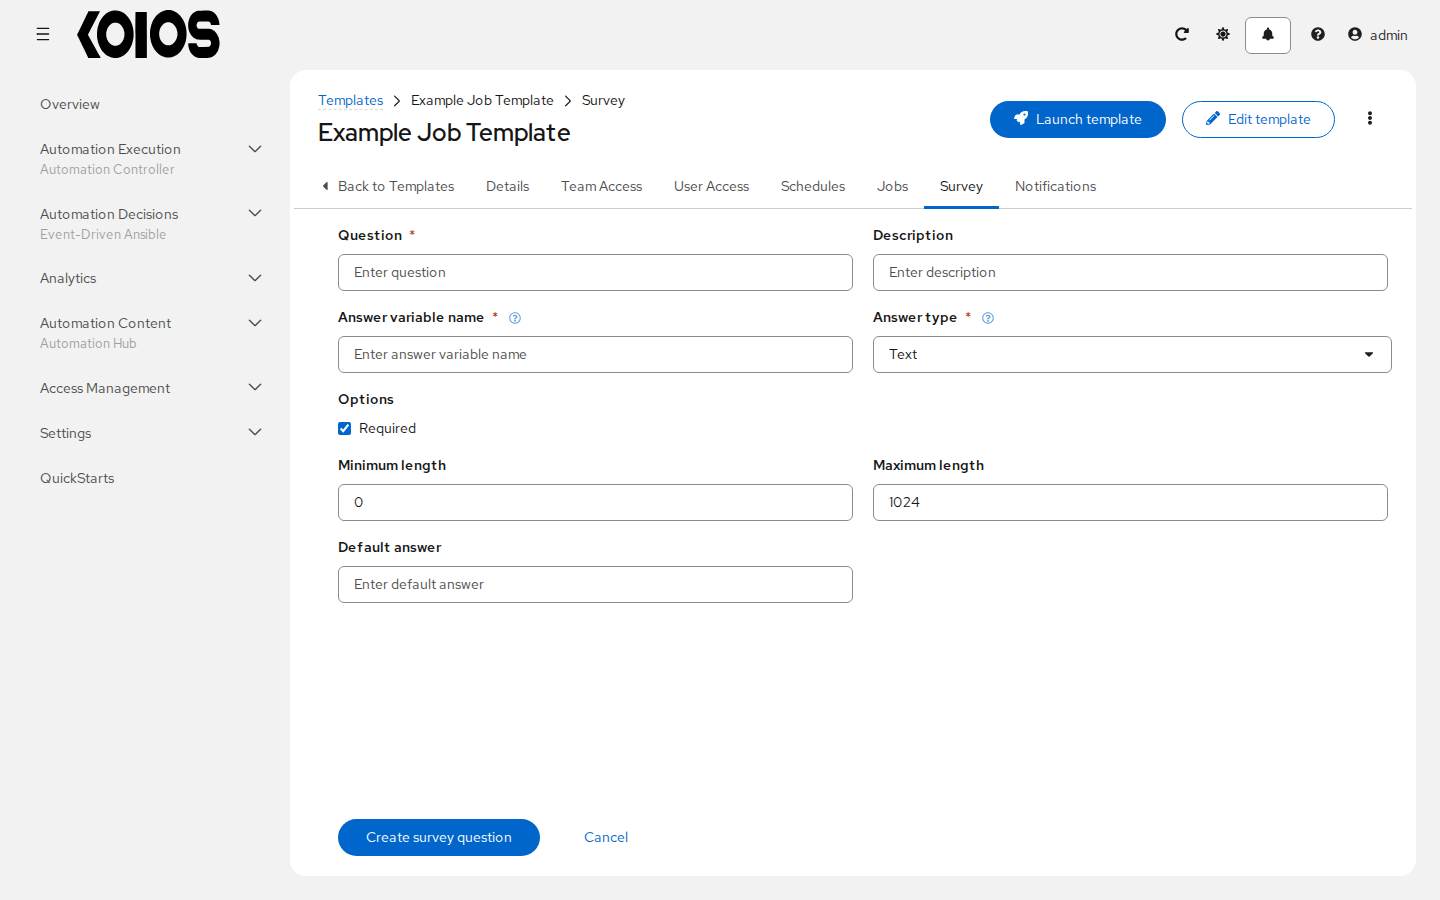 KOIOS
admin
Overview
Automation Execution
Automation Controller
Automation Decisions
Event-Driven Ansible
Analytics
Automation Content
Automation Hub
Access Management
Settings
QuickStarts
Templates > Example Job Template > Survey
Example Job Template
Launch template
Edit template
Back to Templates Details Team Access User Access Schedules Jobs Survey Notifications
Question *
Description
Enter question
Enter description
Answer variable name *
Answer type *
Enter answer variable name
Text
Options
Required
Minimum length
Maximum length
0
1024
Default answer
Enter default answer
Create survey question
Cancel